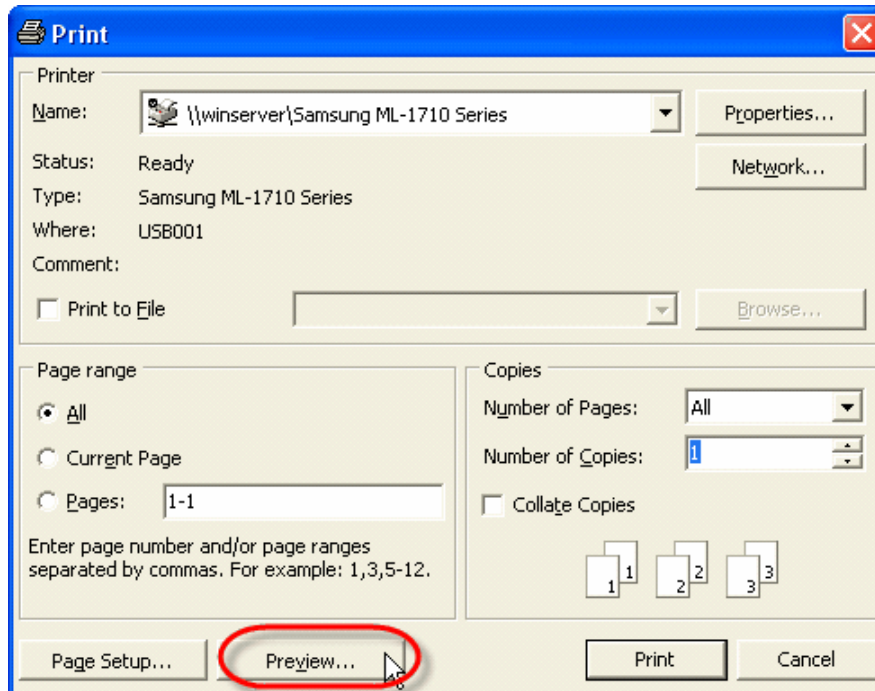 Print
Printer
Name: \\winserver\Samsung ML-1710 Series Properties...
Status: Ready Network...
Type: Samsung ML-1710 Series
Where: USB001
Comment:
Print to File Browse...
Page range
All
Current Page
Pages: 1-1
Enter page number and/or page ranges
separated by commas. For example: 1,3,5-12.
Copies
Number of Pages: All
Number of Copies: 1
Collate Copies
1 1 2 2 3 3
Page Setup... Preview... Print Cancel